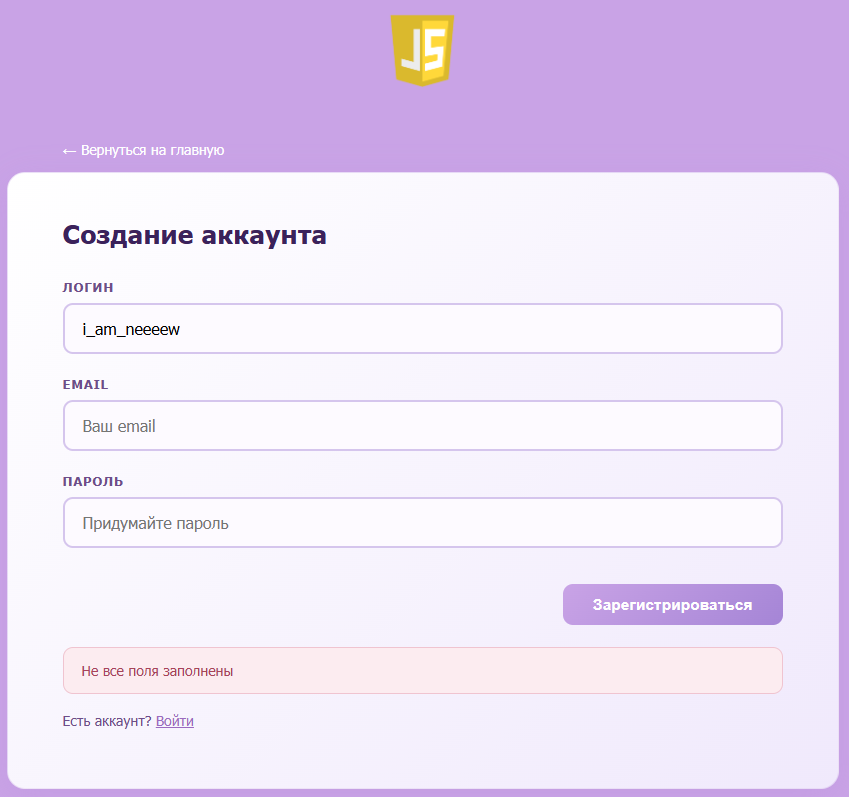 JS
← Вернуться на главную
Создание аккаунта
ЛОГИН
i_am_neeeew
EMAIL
Ваш email
ПАРОЛЬ
Придумайте пароль
Зарегистрироваться
Не все поля заполнены
Есть аккаунт? Войти